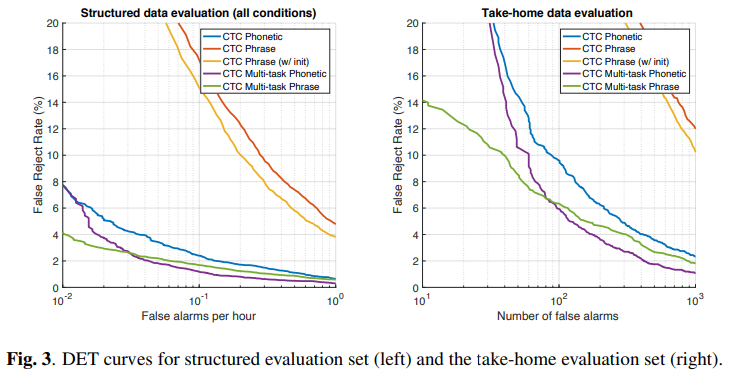 Structured data evaluation (all conditions)
20
18
16
14
12
10
8
6
4
2
0
False Reject Rate (%)
CTC Phonetic
CTC Phrase
CTC Phrase (w/ init)
CTC Multi-task Phonetic
CTC Multi-task Phrase
10-2
10-1
100
False alarms per hour
Take-home data evaluation
20
18
16
14
12
10
8
6
4
2
0
False Reject Rate (%)
CTC Phonetic
CTC Phrase
CTC Phrase (w/ init)
CTC Multi-task Phonetic
CTC Multi-task Phrase
101
102
103
Number of false alarms
Fig. 3. DET curves for structured evaluation set (left) and the take-home evaluation set (right).